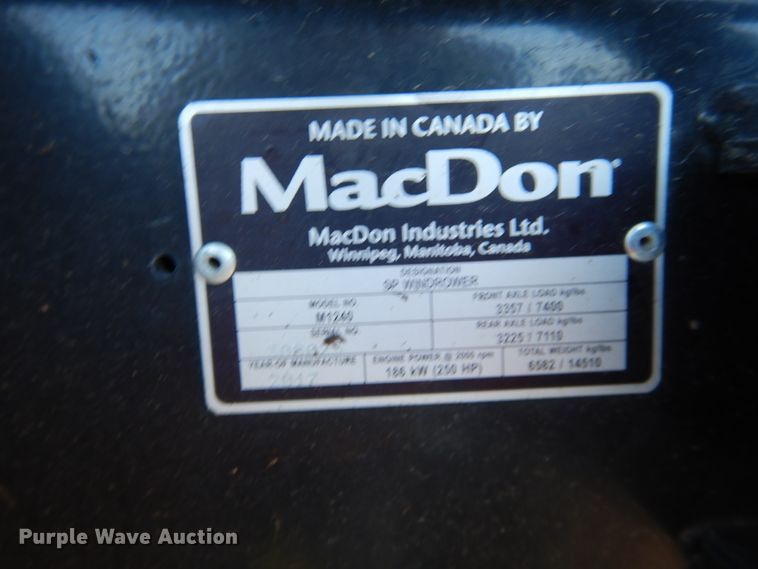 MADE IN CANADA BY
MacDon
MacDon Industries Ltd.
Winnipeg, Manitoba, Canada
DESIGNATION
SP WINDROWER
MODEL NO.
M1240
FRONT AXLE LOAD kg/lbs
3357 / 7400
SERIAL NO.
REAR AXLE LOAD kg/lbs
3225 / 7110
YEAR OF MANUFACTURE
2017
ENGINE POWER @ 2000 rpm
186 kW (250 HP)
TOTAL WEIGHT kg/lbs
6582 / 14510
Purple Wave Auction